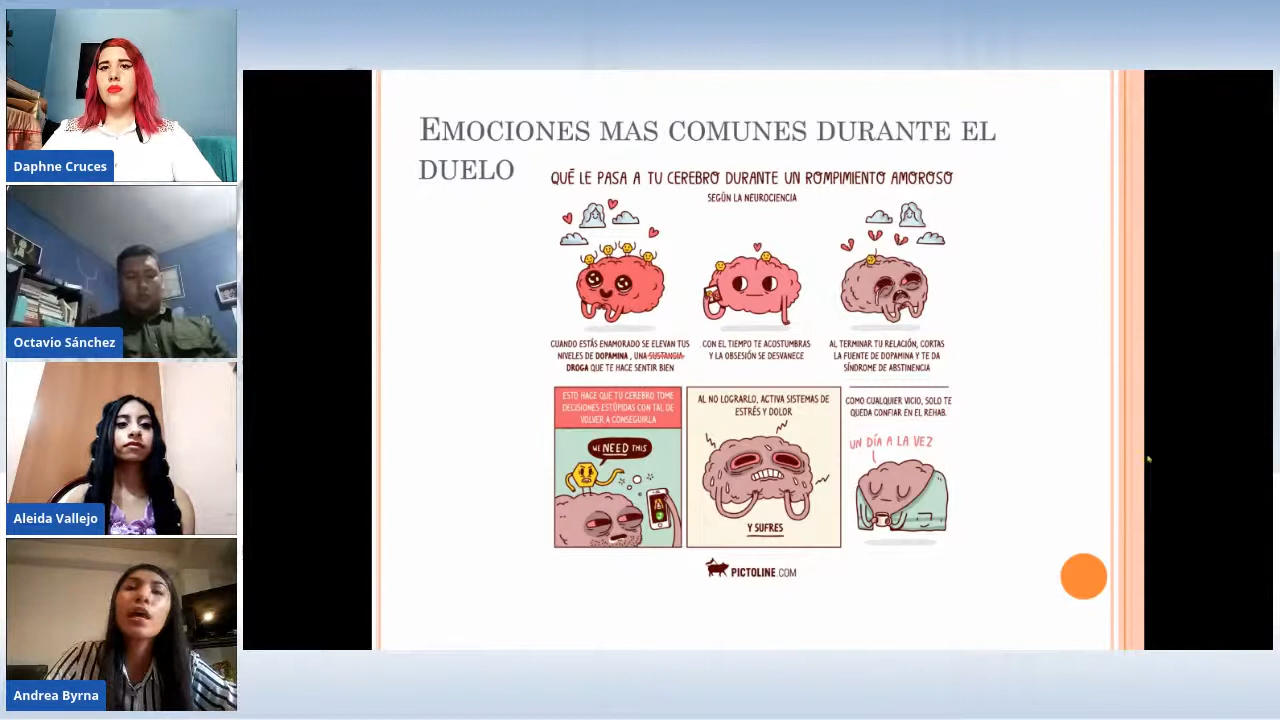 Daphne Cruces
Octavio Sánchez
Aleida Vallejo
Andrea Byrna
EMOCIONES MAS COMUNES DURANTE EL
DUELO
QUÉ LE PASA A TU CEREBRO DURANTE UN ROMPIMIENTO AMOROSO
SEGÚN LA NEUROCIENCIA
CUANDO ESTÁS ENAMORADO SE ELEVAN TUS
NIVELES DE DOPAMINA , UNA SUSTANCIA
DROGA QUE TE HACE SENTIR BIEN
CON EL TIEMPO TE ACOSTUMBRAS
Y LA OBSESIÓN SE DESVANECE
AL TERMINAR TU RELACIÓN, CORTAS
LA FUENTE DE DOPAMINA Y TE DA
SÍNDROME DE ABSTINENCIA
ESTO HACE QUE TU CEREBRO TOME
DECISIONES ESTÚPIDAS CON TAL DE
VOLVER A CONSEGUIRLA
WE NEED THIS
AL NO LOGRARLO, ACTIVA SISTEMAS DE
ESTRÉS Y DOLOR
Y SUFRES
COMO CUALQUIER VICIO, SOLO TE
QUEDA CONFIAR EN EL REHAB.
UN DÍA A LA VEZ
PICTOLINE.COM